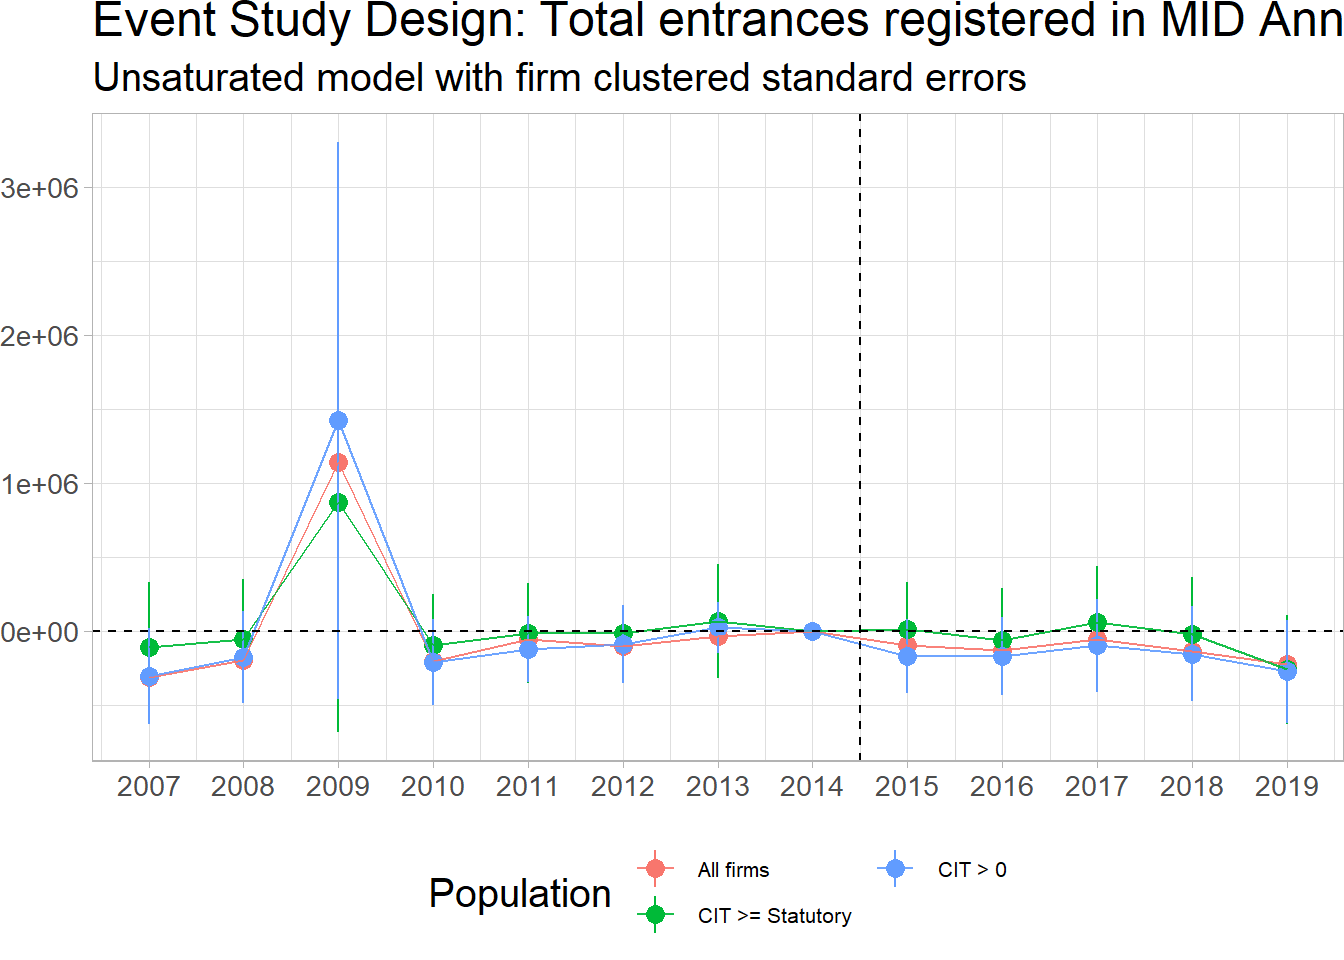 Event Study Design: Total entrances registered in MID Ann
Unsaturated model with firm clustered standard errors
3e+06
2e+06
1e+06
0e+00
2007 2008 2009 2010 2011 2012 2013 2014 2015 2016 2017 2018 2019
Population
All firms
CIT > 0
CIT >= Statutory